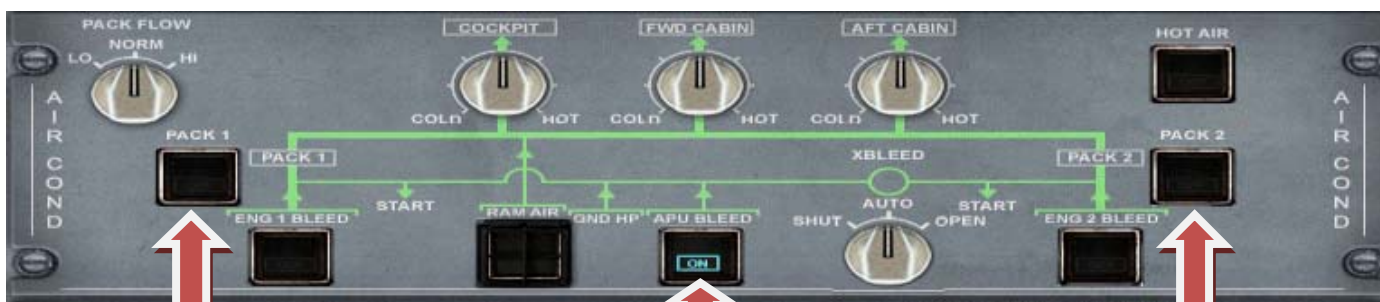 PACK FLOW
LO NORM HI
COCKPIT
FWD CABIN
AFT CABIN
HOT AIR
COLD HOT
COLD HOT
COLD HOT
AIR COND
PACK 1
PACK 1
XBLEED
PACK 2
PACK 2
AIR COND
START
START
ENG 1 BLEED
RAM AIR
GND HP
APU BLEED
SHUT AUTO OPEN
ENG 2 BLEED
ON